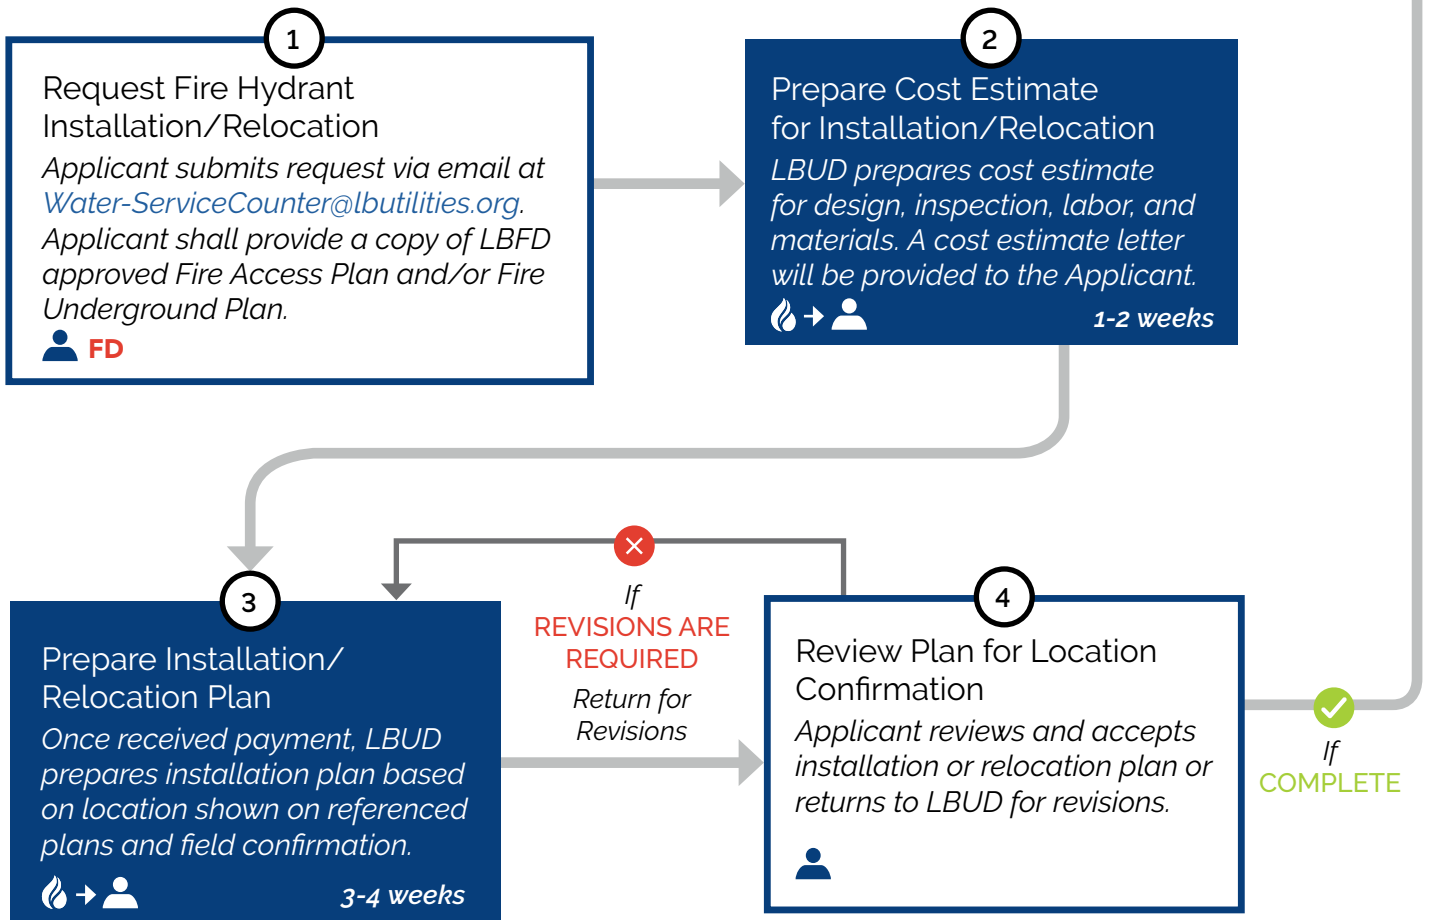 1
Request Fire Hydrant
Installation/Relocation
Applicant submits request via email at
Water-ServiceCounter@lbutilities.org.
Applicant shall provide a copy of LBFD
approved Fire Access Plan and/or Fire
Underground Plan.
FD
2
Prepare Cost Estimate
for Installation/Relocation
LBUD prepares cost estimate
for design, inspection, labor, and
materials. A cost estimate letter
will be provided to the Applicant.
1-2 weeks
3
Prepare Installation/
Relocation Plan
Once received payment, LBUD
prepares installation plan based
on location shown on referenced
plans and field confirmation.
3-4 weeks
If
REVISIONS ARE
REQUIRED
Return for
Revisions
4
Review Plan for Location
Confirmation
Applicant reviews and accepts
installation or relocation plan or
returns to LBUD for revisions.
If
COMPLETE